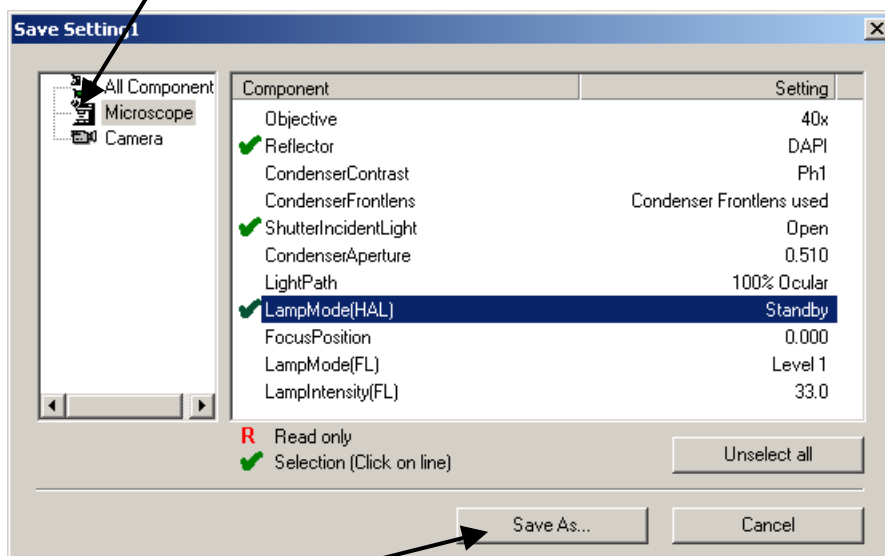 Save Setting1
All Component
Microscope
Camera
Component Setting
Objective 40x
Reflector DAPI
CondenserContrast Ph1
CondenserFrontlens Condenser Frontlens used
ShutterIncidentLight Open
CondenserAperture 0.510
LightPath 100% Ocular
LampMode(HAL) Standby
FocusPosition 0.000
LampMode(FL) Level 1
LampIntensity(FL) 33.0
R Read only
Selection (Click on line)
Unselect all
Save As... Cancel